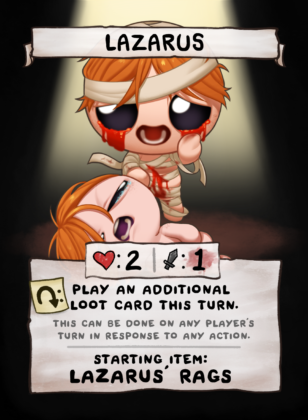 LAZARUS
:2 :1
PLAY AN ADDITIONAL
LOOT CARD THIS TURN.
THIS CAN BE DONE ON ANY PLAYER'S
TURN IN RESPONSE TO ANY ACTION.
STARTING ITEM:
LAZARUS' RAGS